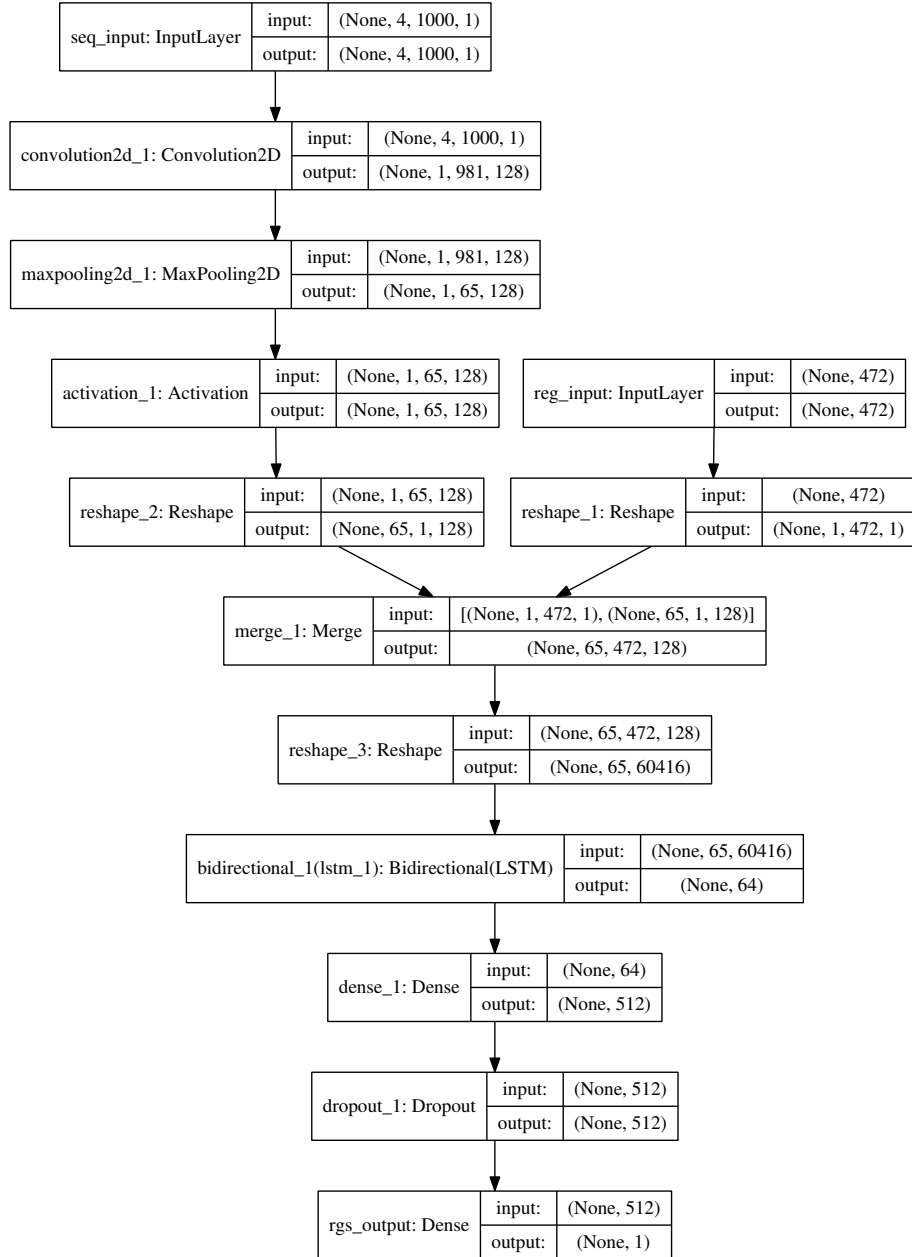 seq_input: InputLayer
input: (None, 4, 1000, 1)
output: (None, 4, 1000, 1)
convolution2d_1: Convolution2D
input: (None, 4, 1000, 1)
output: (None, 1, 981, 128)
maxpooling2d_1: MaxPooling2D
input: (None, 1, 981, 128)
output: (None, 1, 65, 128)
activation_1: Activation
input: (None, 1, 65, 128)
output: (None, 1, 65, 128)
reg_input: InputLayer
input: (None, 472)
output: (None, 472)
reshape_2: Reshape
input: (None, 1, 65, 128)
output: (None, 65, 1, 128)
reshape_1: Reshape
input: (None, 472)
output: (None, 1, 472, 1)
merge_1: Merge
input: [(None, 1, 472, 1), (None, 65, 1, 128)]
output: (None, 65, 472, 128)
reshape_3: Reshape
input: (None, 65, 472, 128)
output: (None, 65, 60416)
bidirectional_1(lstm_1): Bidirectional(LSTM)
input: (None, 65, 60416)
output: (None, 64)
dense_1: Dense
input: (None, 64)
output: (None, 512)
dropout_1: Dropout
input: (None, 512)
output: (None, 512)
rgs_output: Dense
input: (None, 512)
output: (None, 1)